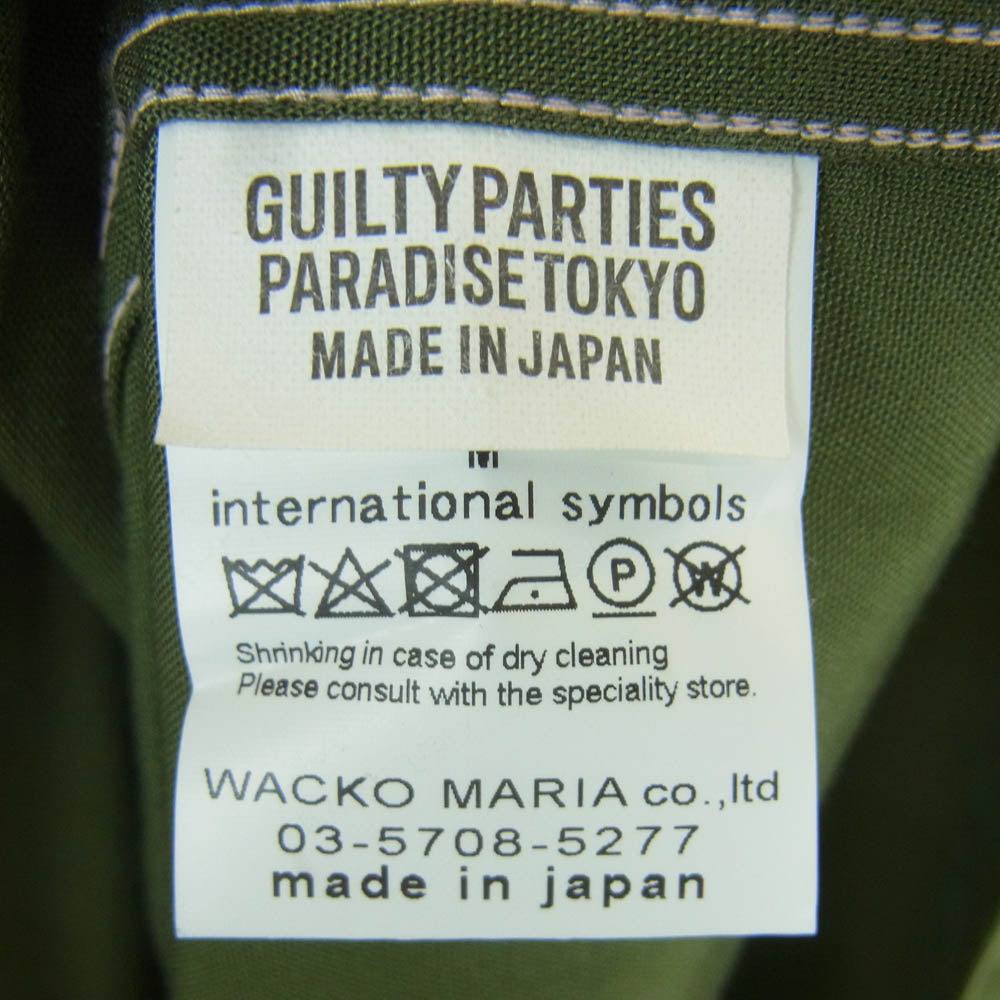 GUILTY PARTIES
PARADISE TOKYO
MADE IN JAPAN
M
international symbols
P W
Shrinking in case of dry cleaning
Please consult with the speciality store.
WACKO MARIA co.,ltd
03-5708-5277
made in japan